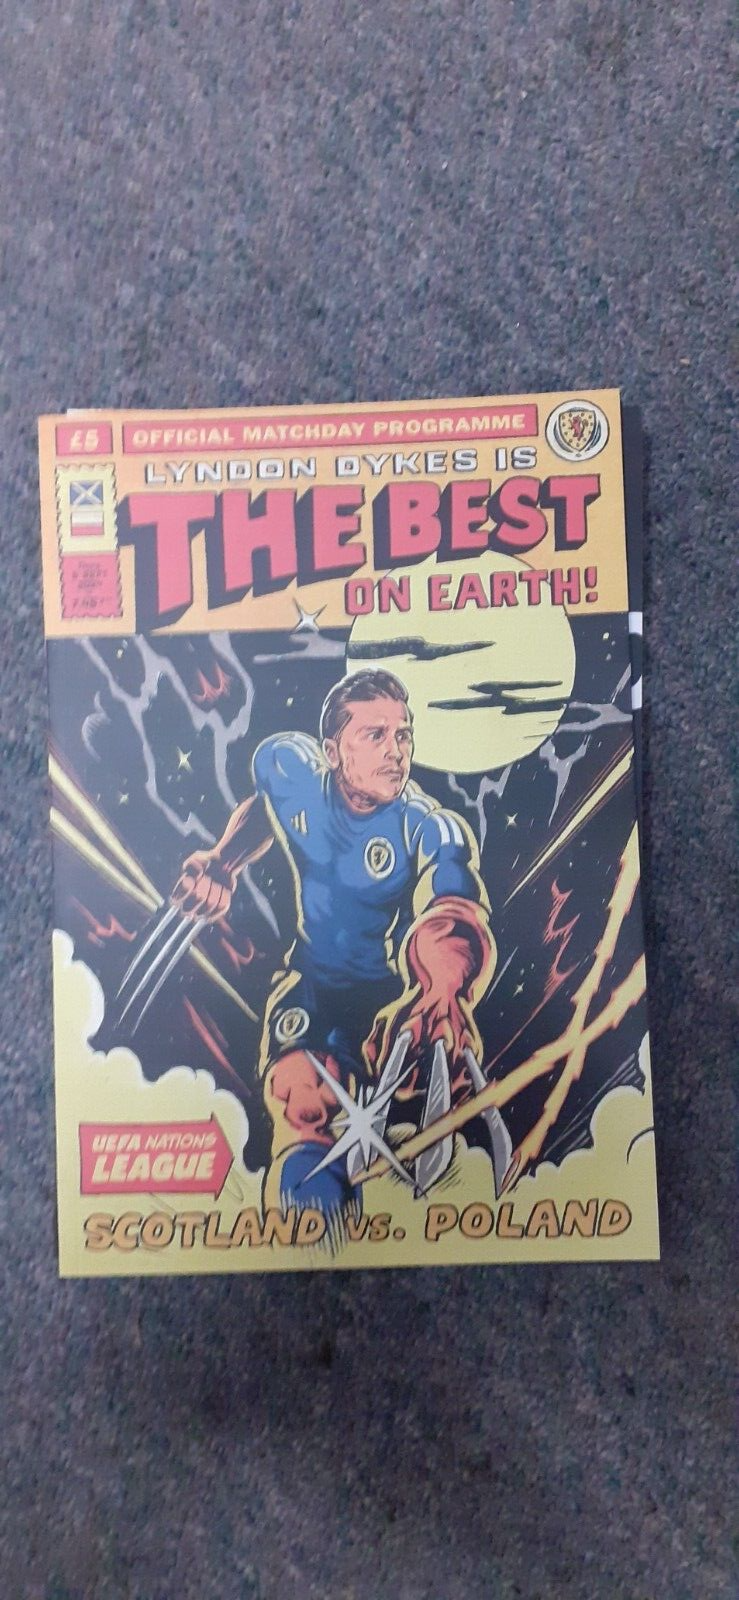 £5
OFFICIAL MATCHDAY PROGRAMME
LYNDON DYKES IS
THE BEST
ON EARTH!
UEFA NATIONS
LEAGUE
SCOTLAND vs. POLAND